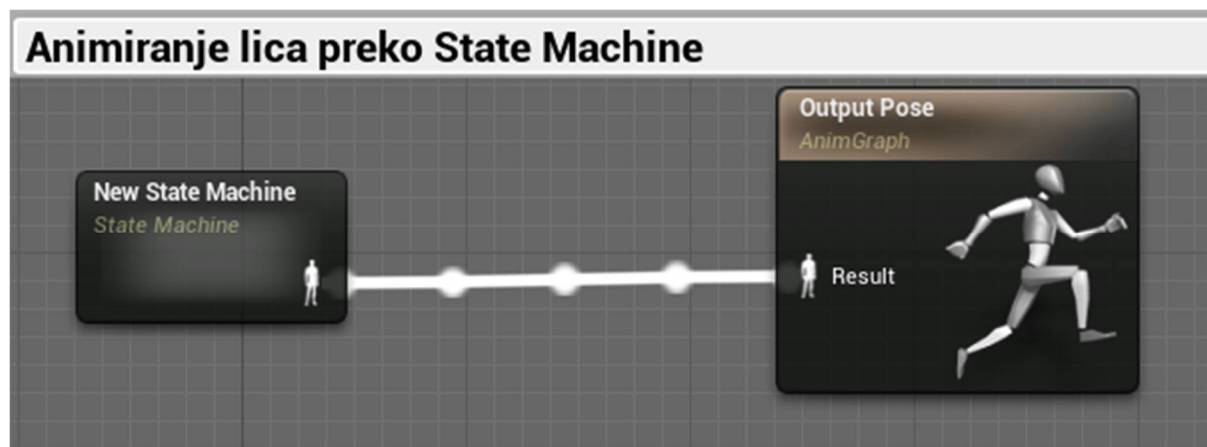 Animiranje lica preko State Machine
Output Pose
AnimGraph
New State Machine
State Machine
Result